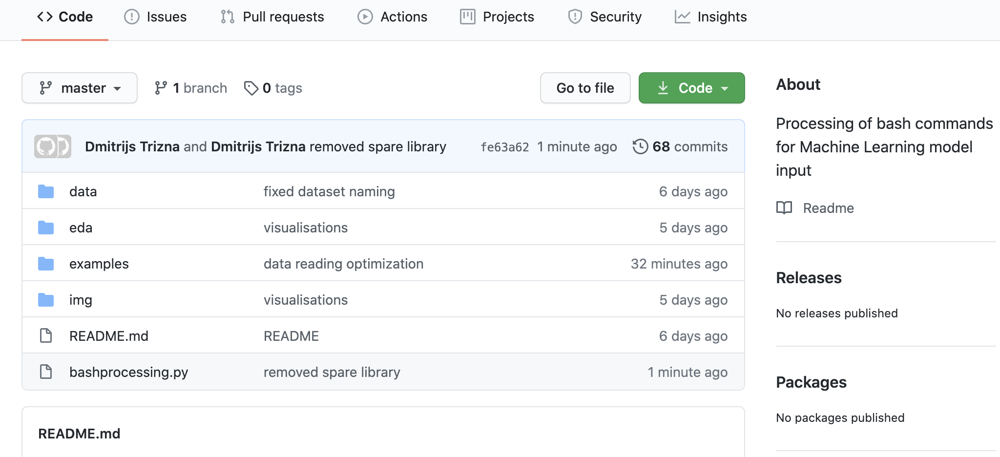 Code Issues Pull requests Actions Projects Security Insights
master 1 branch 0 tags Go to file Code
Dmitrijs Trizna and Dmitrijs Trizna removed spare library fe63a62 1 minute ago 68 commits
data fixed dataset naming 6 days ago
eda visualisations 5 days ago
examples data reading optimization 32 minutes ago
img visualisations 5 days ago
README.md README 6 days ago
bashprocessing.py removed spare library 1 minute ago
README.md
About
Processing of bash commands
for Machine Learning model
input
Readme
Releases
No releases published
Packages
No packages published